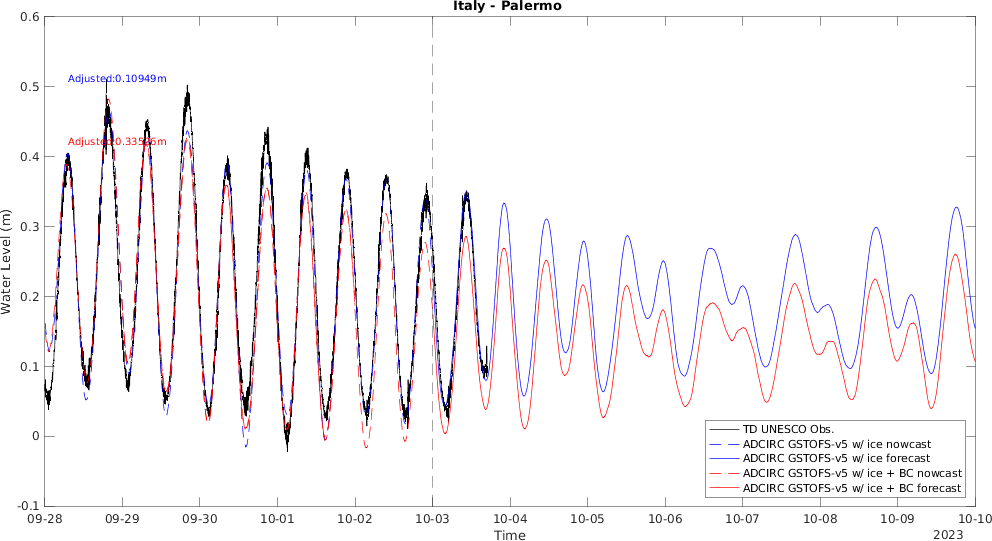 Italy - Palermo
0.6
0.5
0.4
0.3
0.2
0.1
0
-0.1
Water Level (m)
Adjusted:0.10949m
TD UNESCO Obs.
ADCIRC GSTOFS-v5 w/ ice nowcast
ADCIRC GSTOFS-v5 w/ ice forecast
ADCIRC GSTOFS-v5 w/ ice + BC nowcast
ADCIRC GSTOFS-v5 w/ ice + BC forecast
09-28 09-29 09-30 10-01 10-02 10-03 10-04 10-05 10-06 10-07 10-08 10-09 10-10
Time
2023